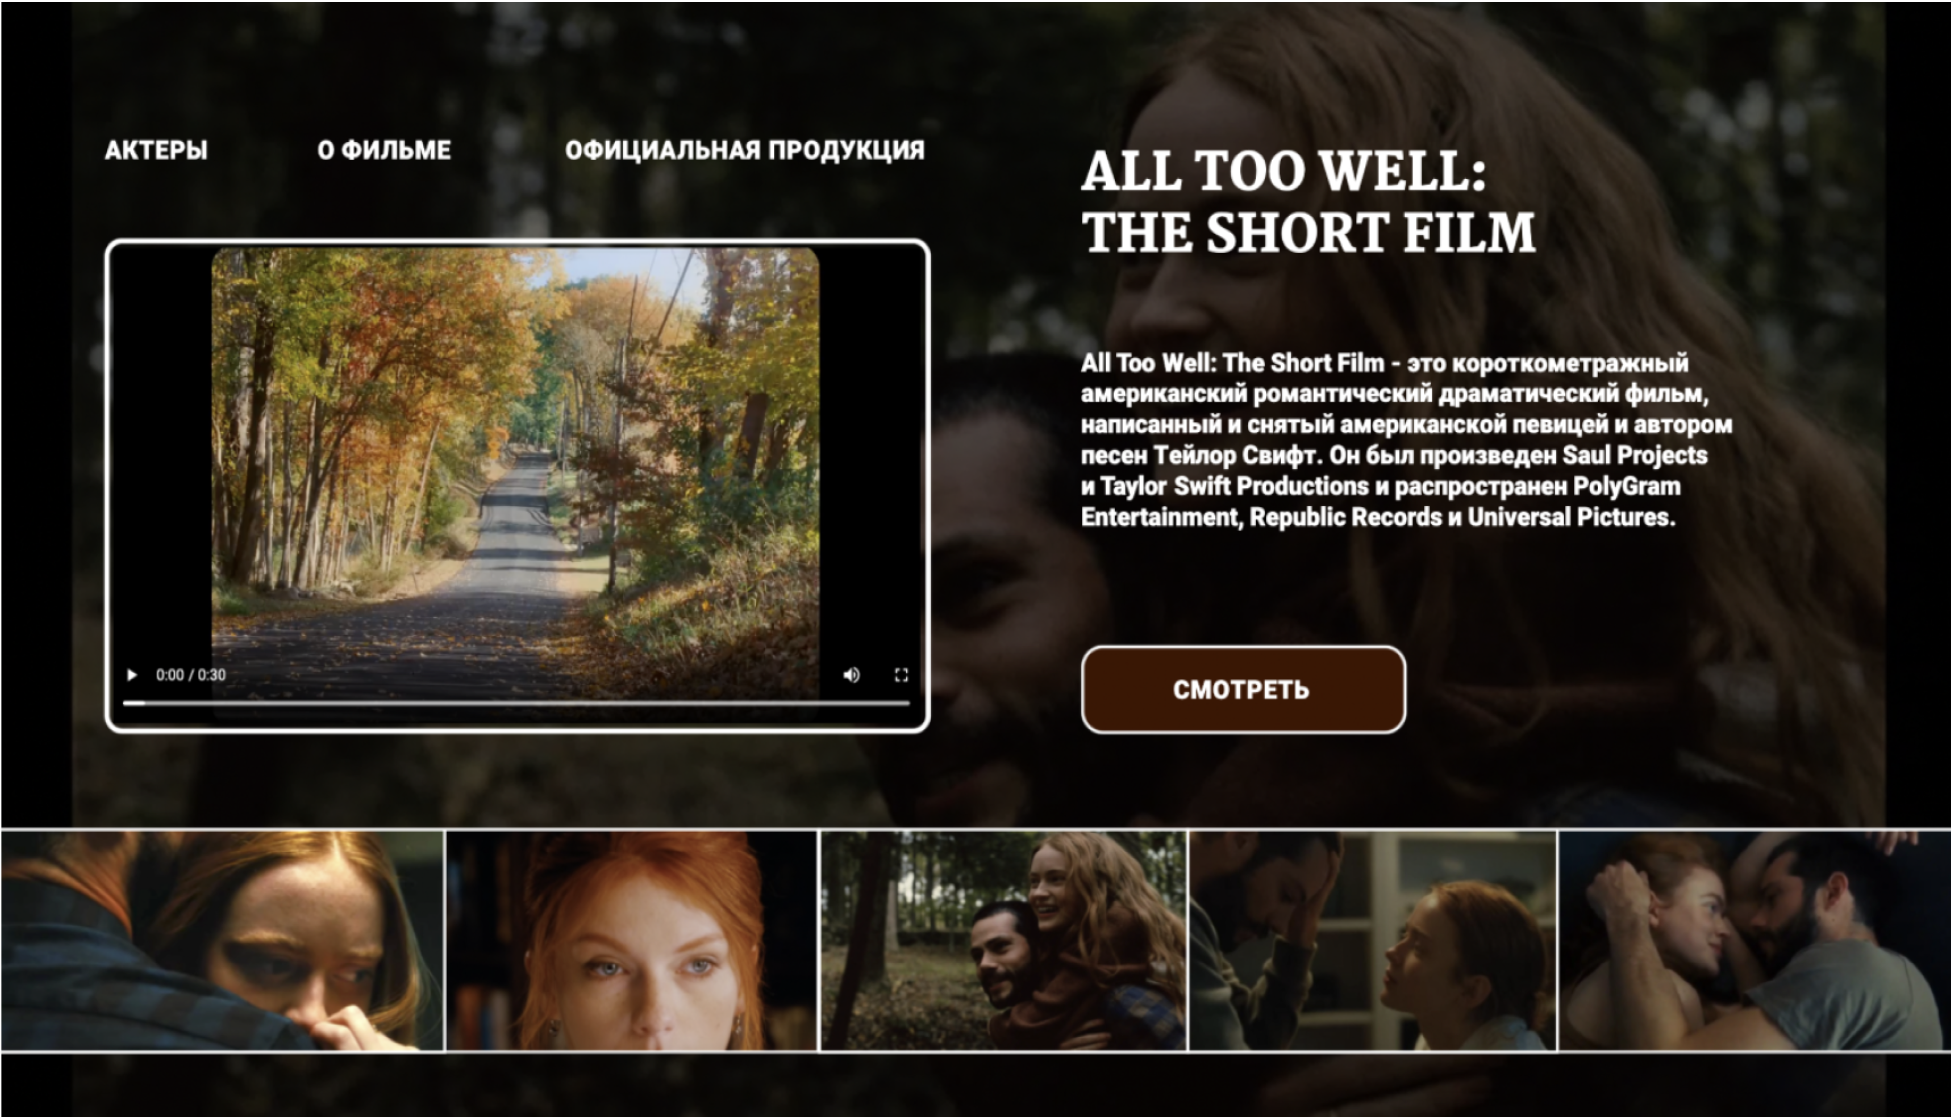 АКТЕРЫ
О ФИЛЬМЕ
ОФИЦИАЛЬНАЯ ПРОДУКЦИЯ
ALL TOO WELL:
THE SHORT FILM
All Too Well: The Short Film - это короткометражный
американский романтический драматический фильм,
написанный и снятый американской певицей и автором
песен Тейлор Свифт. Он был произведен Saul Projects
и Taylor Swift Productions и распространен PolyGram
Entertainment, Republic Records и Universal Pictures.
0:00 / 0:30
СМОТРЕТЬ